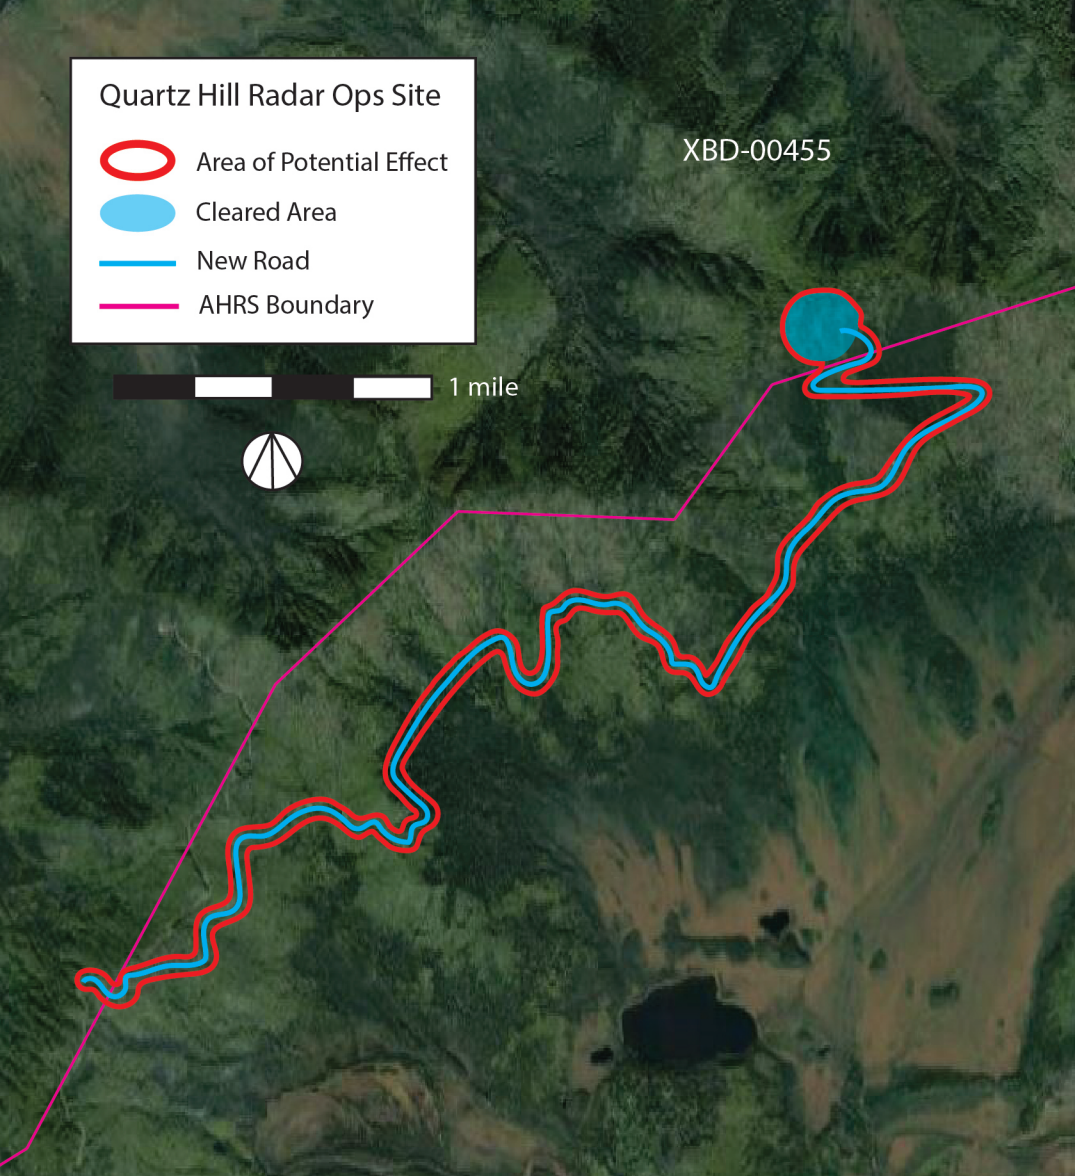 Quartz Hill Radar Ops Site
Area of Potential Effect
Cleared Area
New Road
AHRS Boundary
1 mile
XBD-00455